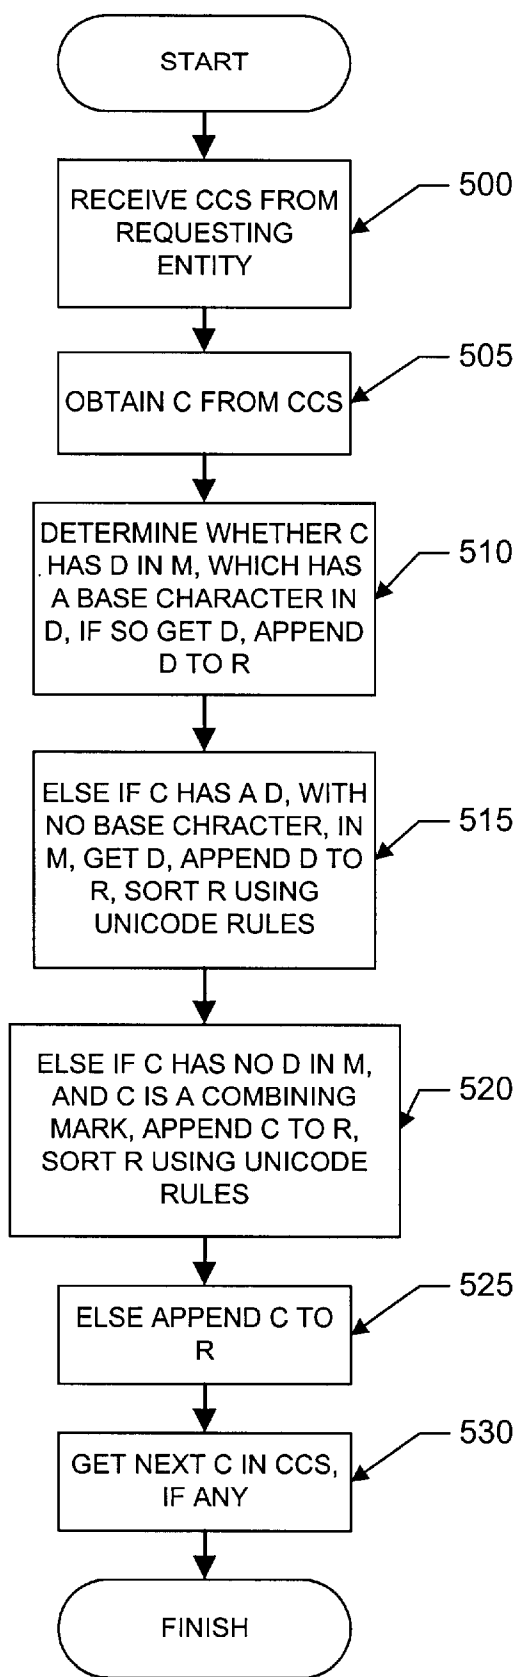 START
RECEIVE CCS FROM
REQUESTING
ENTITY
500
OBTAIN C FROM CCS
505
DETERMINE WHETHER C
HAS D IN M, WHICH HAS
A BASE CHARACTER IN
D, IF SO GET D, APPEND
D TO R
510
ELSE IF C HAS A D, WITH
NO BASE CHRACTER, IN
M, GET D, APPEND D TO
R, SORT R USING
UNICODE RULES
515
ELSE IF C HAS NO D IN M,
AND C IS A COMBINING
MARK, APPEND C TO R,
SORT R USING UNICODE
RULES
520
ELSE APPEND C TO
R
525
GET NEXT C IN CCS,
IF ANY
530
FINISH